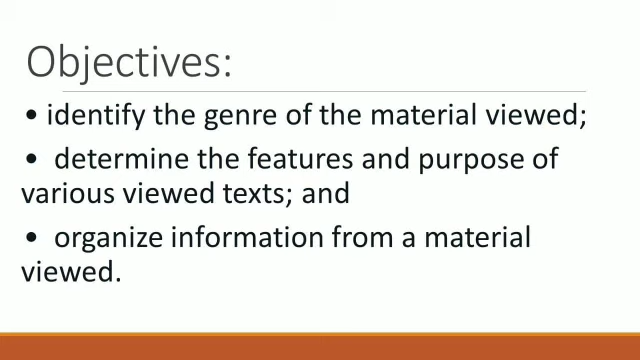 Objectives:
• identify the genre of the material viewed;
• determine the features and purpose of
various viewed texts; and
• organize information from a material
viewed.